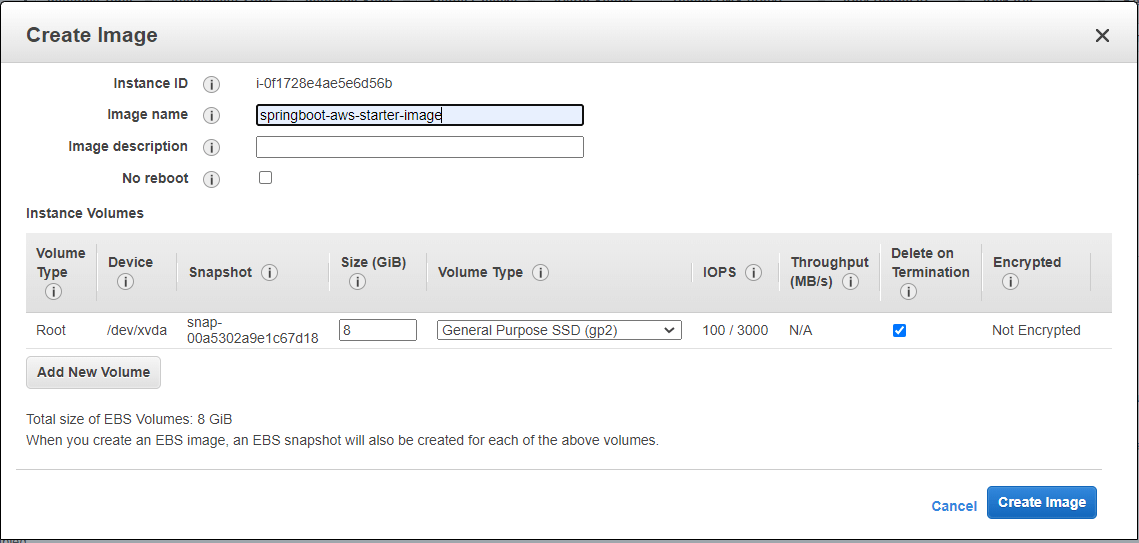 Create Image
Instance ID i-0f1728e4ae5e6d56b
Image name springboot-aws-starter-image
Image description
No reboot
Instance Volumes
Volume Type Device Snapshot Size (GiB) Volume Type IOPS Throughput (MB/s) Delete on Termination Encrypted
Root /dev/xvda snap-00a5302a9e1c67d18 8 General Purpose SSD (gp2) 100 / 3000 N/A Not Encrypted
Add New Volume
Total size of EBS Volumes: 8 GiB
When you create an EBS image, an EBS snapshot will also be created for each of the above volumes.
Cancel Create Image